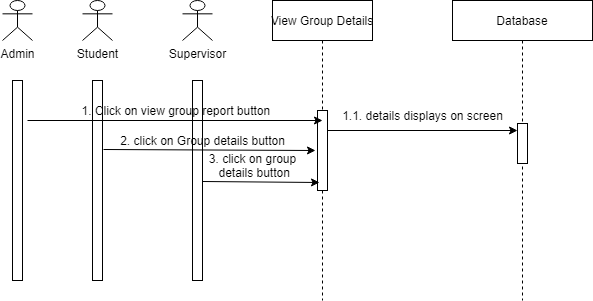 Admin
Student
Supervisor
View Group Details
Database
1. Click on view group report button
1.1. details displays on screen
2. click on Group details button
3. click on group
details button